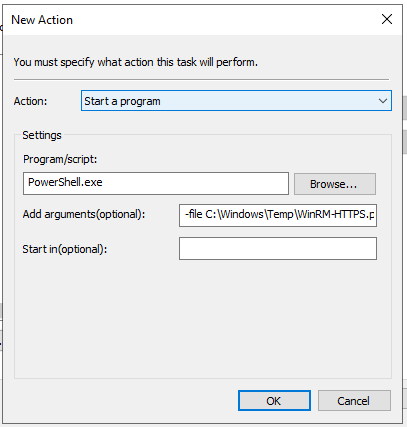 New Action
You must specify what action this task will perform.
Action: Start a program
Settings
Program/script:
PowerShell.exe
Browse...
Add arguments(optional): -file C:\Windows\Temp\WinRM-HTTPS.p
Start in(optional):
OK Cancel